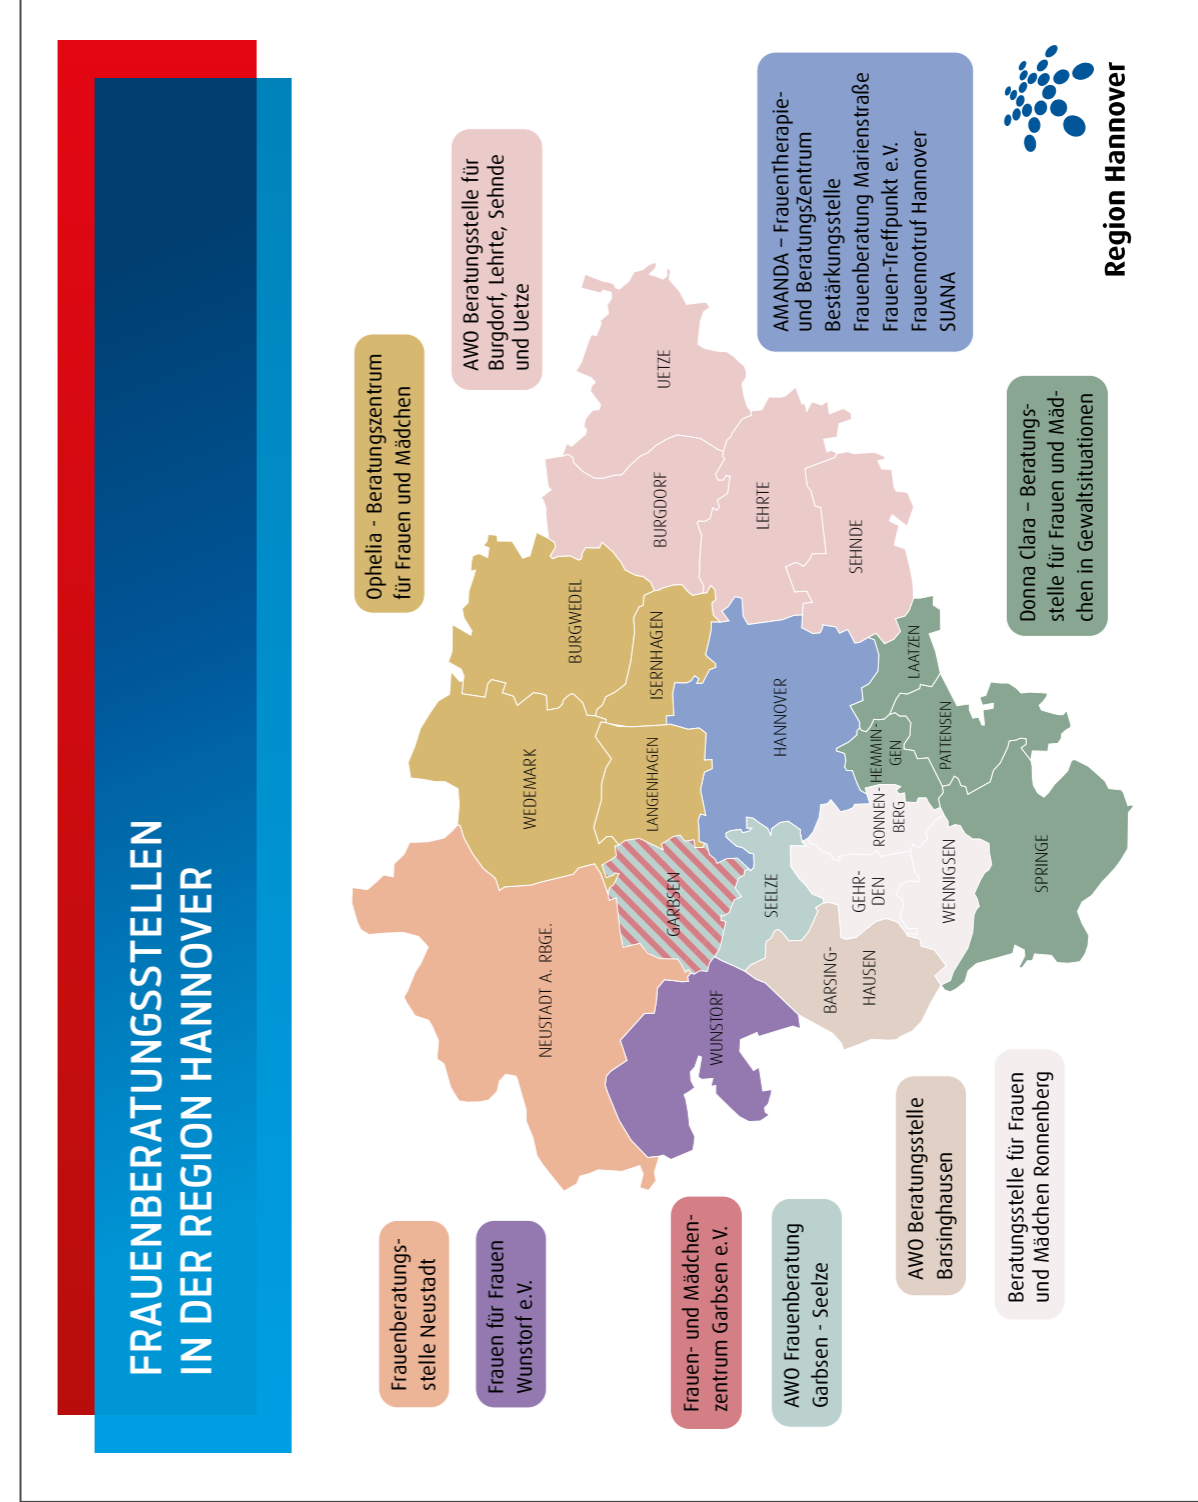 FRAUENBERATUNGSSTELLEN
IN DER REGION HANNOVER
Frauenberatungs-
stelle Neustadt
Frauen für Frauen
Wunstorf e.V.
Frauen- und Mädchen-
zentrum Garbsen e.V.
AWO Frauenberatung
Garbsen - Seelze
AWO Beratungsstelle
Barsinghausen
Beratungsstelle für Frauen
und Mädchen Ronnenberg
Ophelia - Beratungszentrum
für Frauen und Mädchen
AWO Beratungsstelle für
Burgdorf, Lehrte, Sehnde
und Uetze
AMANDA – FrauenTherapie-
und BeratungsZentrum
Bestärkungsstelle
Frauenberatung Marienstraße
Frauen-Treffpunkt e.V.
Frauennotruf Hannover
SUANA
Donna Clara – Beratungs-
stelle für Frauen und Mäd-
chen in Gewaltsituationen
NEUSTADT A. RBGE.
WEDEMARK
BURGWEDEL
ISERNHAGEN
LANGENHAGEN
BURGDORF
UETZE
LEHRTE
SEHNDE
HANNOVER
GARBSEN
WUNSTORF
SEELZE
BARSING-
HAUSEN
GEHR-
DEN
RONNEN-
BERG
WENNIGSEN
HEMMIN-
GEN
LAATZEN
PATTENSEN
SPRINGE
Region Hannover